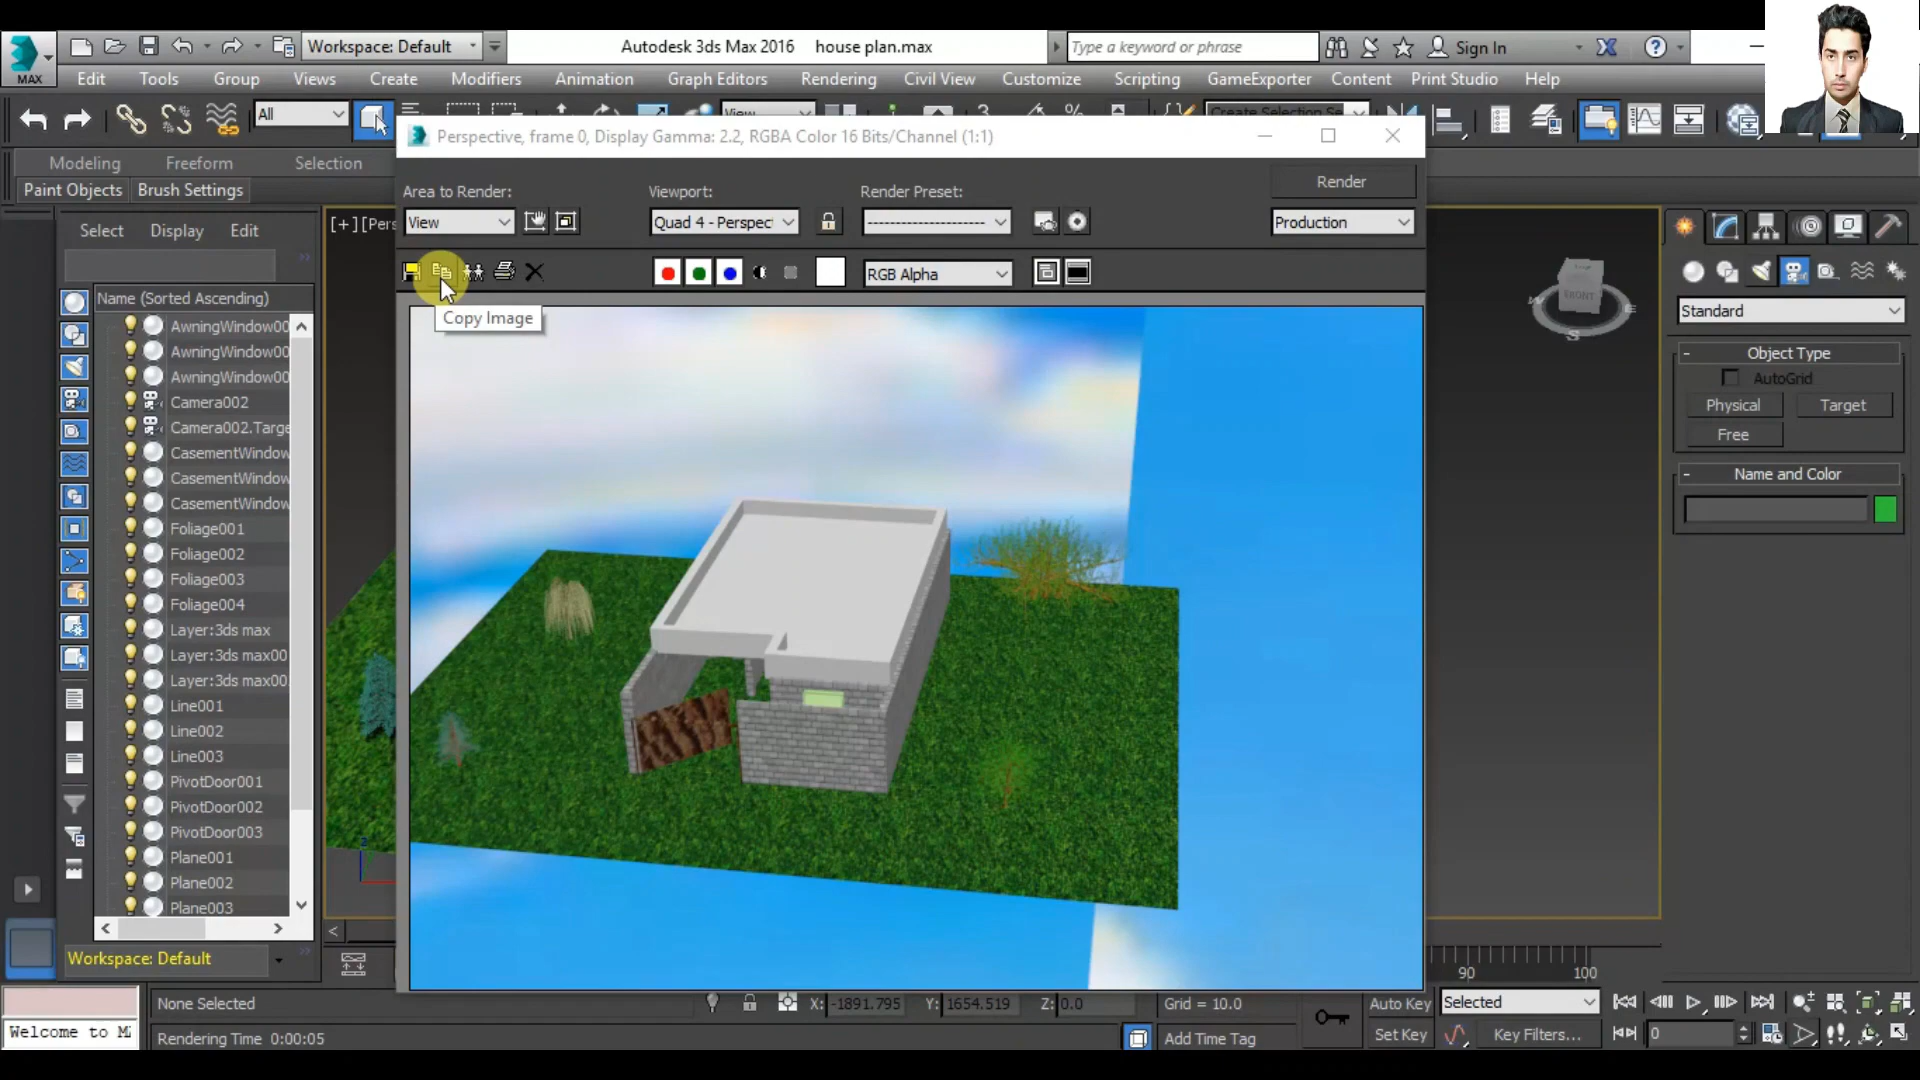 Workspace: Default
Autodesk 3ds Max 2016 house plan.max
Type a keyword or phrase
Sign In
MAX
Edit Tools Group Views Create Modifiers Animation Graph Editors Rendering Civil View Customize Scripting GameExporter Content Print Studio Help
All
View
3
%
Create Selection Se
Modeling Freeform Selection
Paint Objects Brush Settings
Perspective, frame 0, Display Gamma: 2.2, RGBA Color 16 Bits/Channel (1:1)
Area to Render:
View
Viewport:
Quad 4 - Perspect
Render Preset:
Render
Production
RGB Alpha
Copy Image
Select Display Edit
[+][Pers
Name (Sorted Ascending)
AwningWindow00
AwningWindow00
AwningWindow00
Camera002
Camera002.Targe
CasementWindow
CasementWindow
CasementWindow
Foliage001
Foliage002
Foliage003
Foliage004
Layer:3ds max
Layer:3ds max00
Layer:3ds max00
Line001
Line002
Line003
PivotDoor001
PivotDoor002
PivotDoor003
Plane001
Plane002
Plane003
Workspace: Default
FRONT
W
E
S
Standard
Object Type
AutoGrid
Physical Target
Free
Name and Color
90 100
None Selected
X: -1891.795 Y: 1654.519 Z: 0.0 Grid = 10.0
Auto Key Selected
Welcome to M
Rendering Time 0:00:05
Add Time Tag
Set Key Key Filters...
0